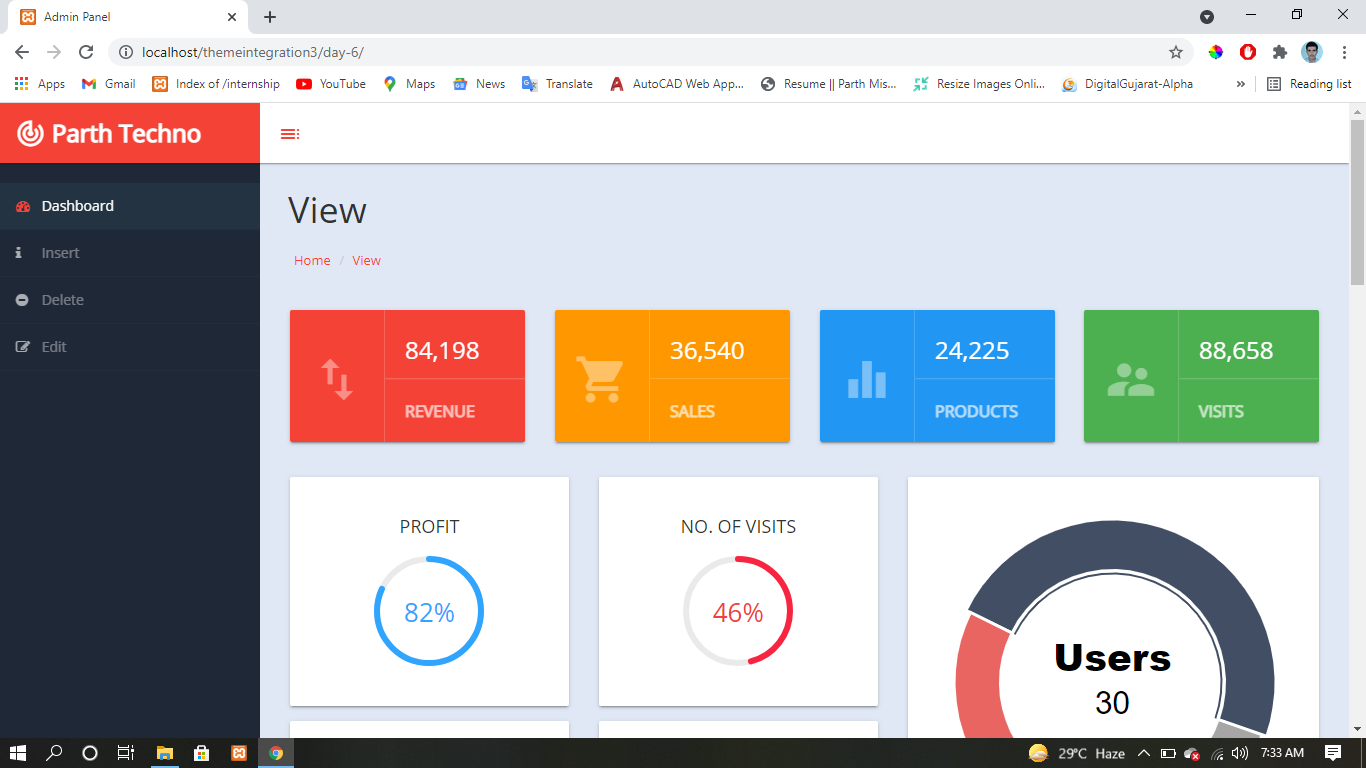 Admin Panel
localhost/themeintegration3/day-6/
Apps Gmail Index of /internship YouTube Maps News Translate AutoCAD Web App... Resume || Parth Mis... Resize Images Onli... DigitalGujarat-Alpha » Reading list
Parth Techno
Dashboard
Insert
Delete
Edit
View
Home / View
84,198
REVENUE
36,540
SALES
24,225
PRODUCTS
88,658
VISITS
PROFIT
82%
NO. OF VISITS
46%
Users
30
29°C Haze 7:33 AM